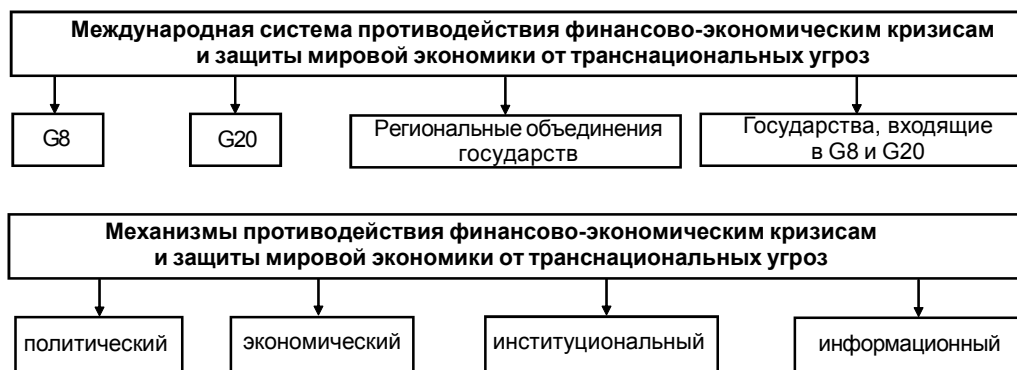 Международная система противодействия финансово-экономическим кризисам
и защиты мировой экономики от транснациональных угроз
G8
G20
Региональные объединения
государств
Государства, входящие
в G8 и G20
Механизмы противодействия финансово-экономическим кризисам
и защиты мировой экономики от транснациональных угроз
политический
экономический
институциональный
информационный